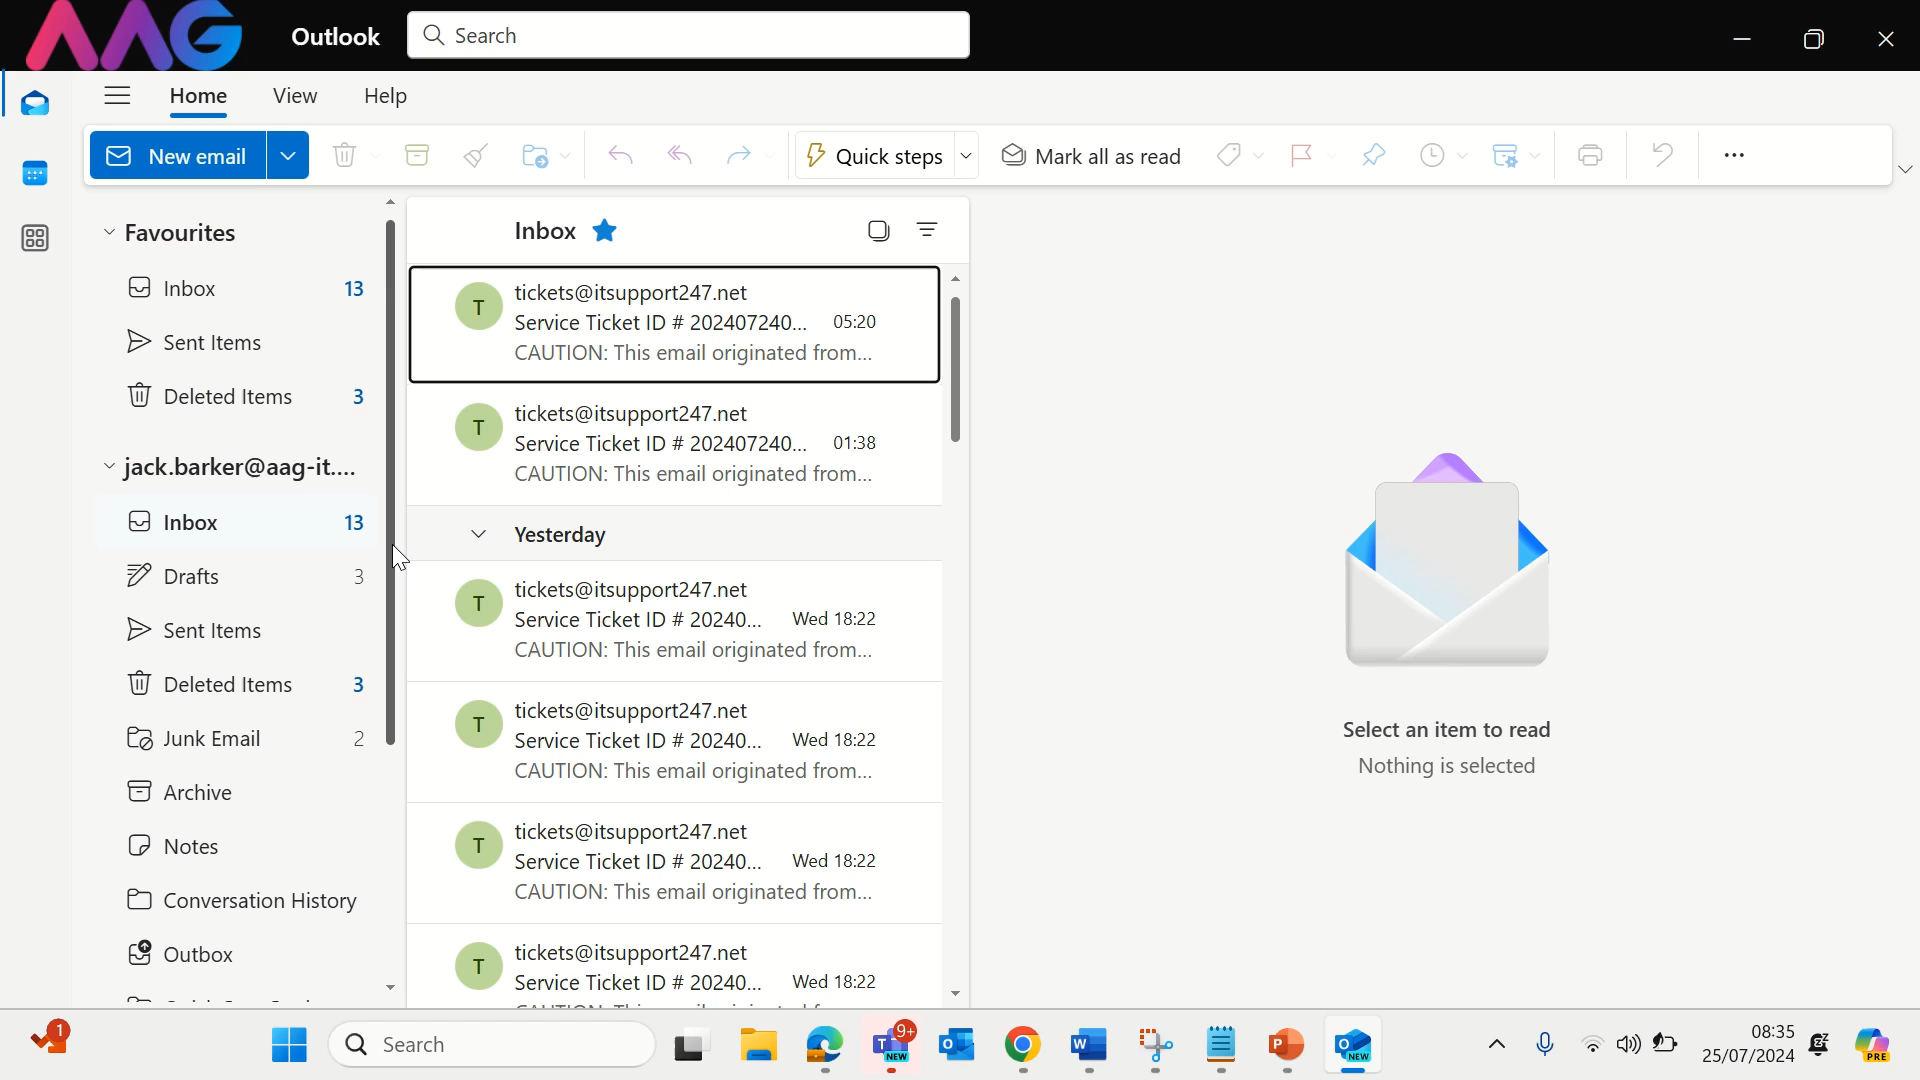 AAG
Outlook
Search
Home
View
Help
New email
Quick steps
Mark all as read
Favourites
Inbox 13
Sent Items
Deleted Items 3
jack.barker@aag-it....
Inbox 13
Drafts 3
Sent Items
Deleted Items 3
Junk Email 2
Archive
Notes
Conversation History
Outbox
Inbox
T
tickets@itsupport247.net
Service Ticket ID # 202407240... 05:20
CAUTION: This email originated from...
T
tickets@itsupport247.net
Service Ticket ID # 202407240... 01:38
CAUTION: This email originated from...
Yesterday
T
tickets@itsupport247.net
Service Ticket ID # 20240... Wed 18:22
CAUTION: This email originated from...
T
tickets@itsupport247.net
Service Ticket ID # 20240... Wed 18:22
CAUTION: This email originated from...
T
tickets@itsupport247.net
Service Ticket ID # 20240... Wed 18:22
CAUTION: This email originated from...
T
tickets@itsupport247.net
Service Ticket ID # 20240... Wed 18:22
Select an item to read
Nothing is selected
1
Search
9+
T
NEW
O
W
P
NEW
08:35
25/07/2024
PRE